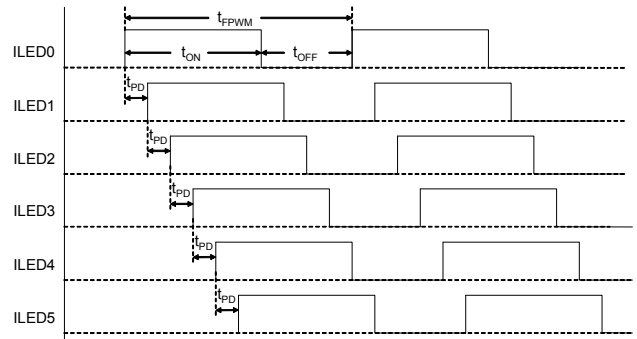 tFPWM
ILED0
tON
tOFF
tPD
ILED1
tPD
ILED2
tPD
ILED3
tPD
ILED4
tPD
ILED5